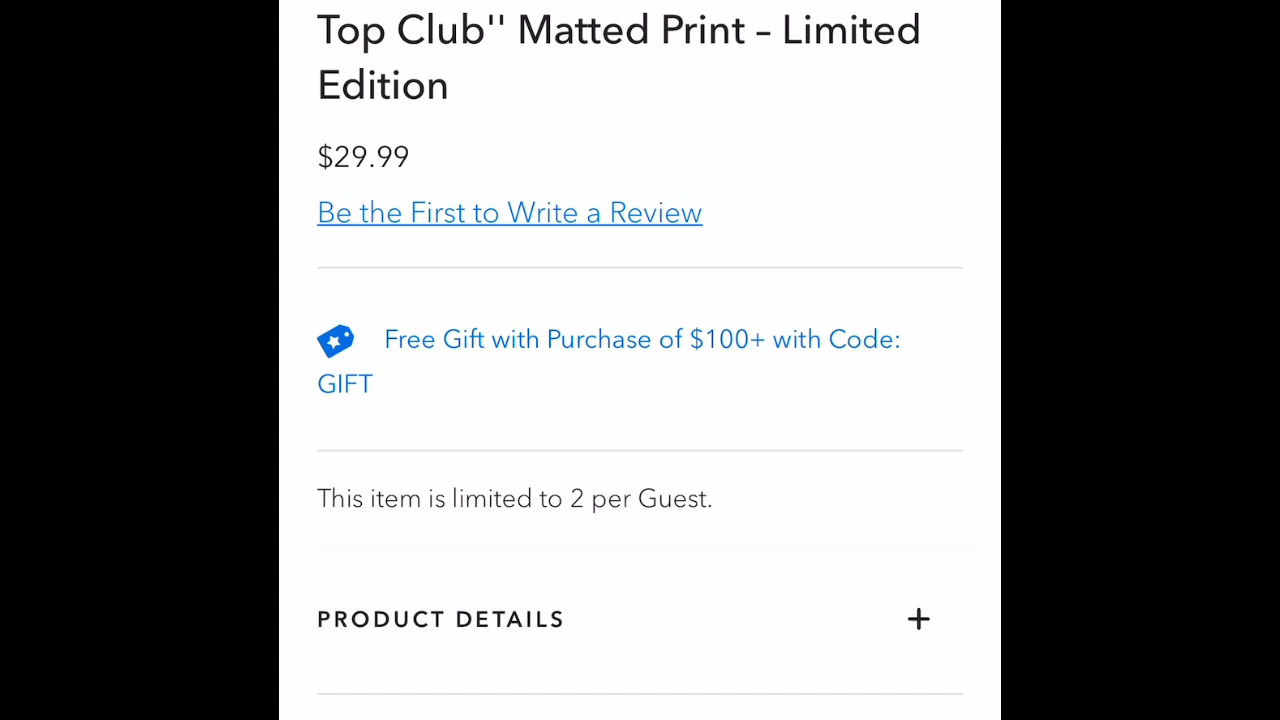 Top Club'' Matted Print – Limited
Edition
$29.99
Be the First to Write a Review
Free Gift with Purchase of $100+ with Code:
GIFT
This item is limited to 2 per Guest.
PRODUCT DETAILS +